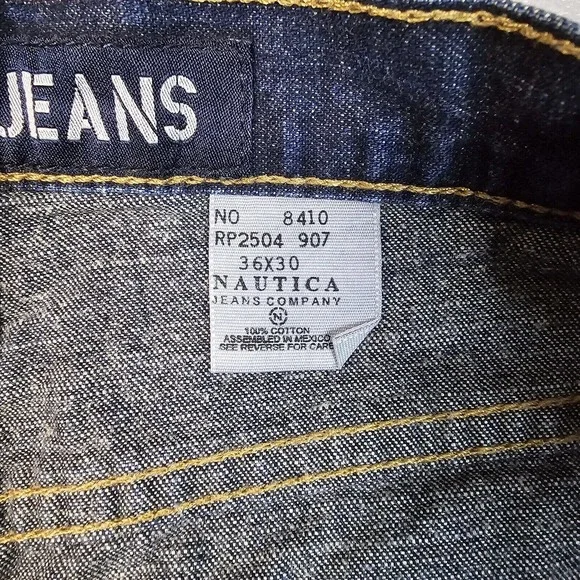 JEANS
NO 8410
RP2504 907
36X30
NAUTICA
JEANS COMPANY
N
100% COTTON
ASSEMBLED IN MEXICO
SEE REVERSE FOR CARE